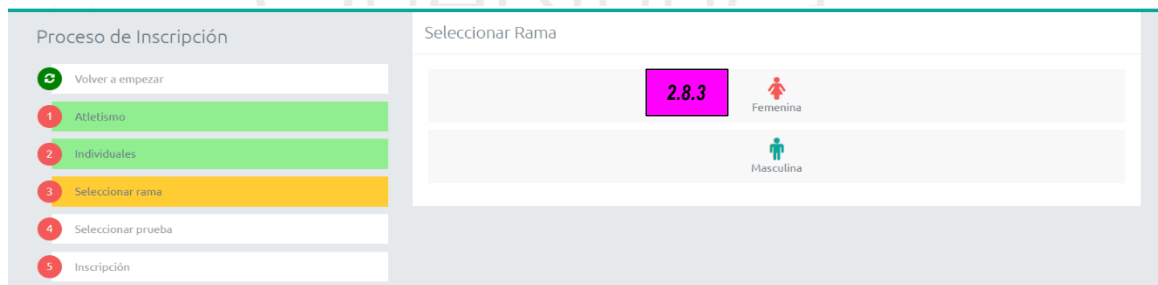 Proceso de Inscripción
Volver a empezar
1 Atletismo
2 Individuales
3 Seleccionar rama
4 Seleccionar prueba
5 Inscripción
Seleccionar Rama
2.8.3
Femenina
Masculina